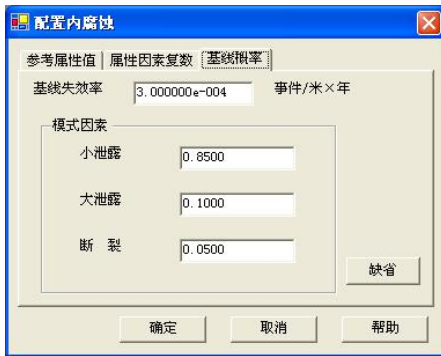 配置内腐蚀
参考属性值 属性因素复数 基线概率
基线失效率 3.000000e-004 事件/米×年
模式因素
小泄露 0.8500
大泄露 0.1000
断 裂 0.0500
缺省
确定 取消 帮助